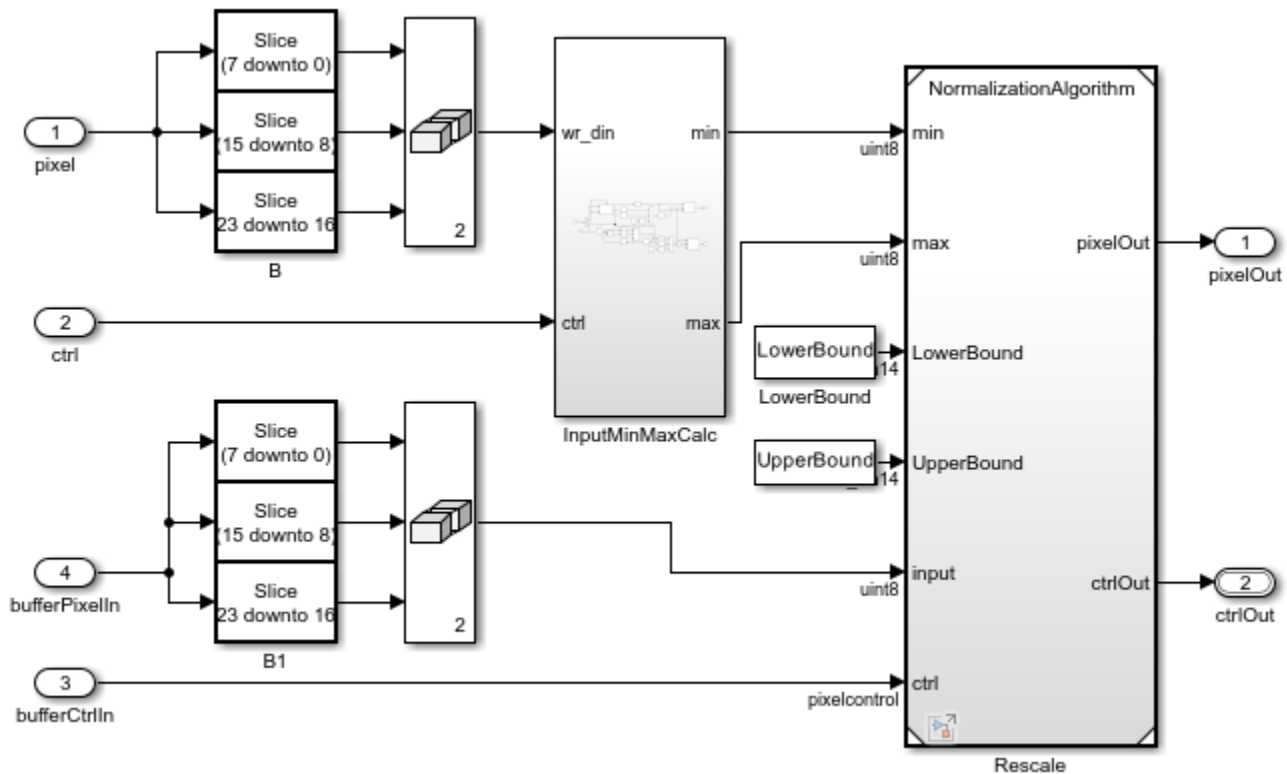 Slice
(7 downto 0)
Slice
(15 downto 8)
Slice
23 downto 16
B
2
1
pixel
2
ctrl
wr_din
min
ctrl
max
InputMinMaxCalc
NormalizationAlgorithm
min
uint8
max
uint8
LowerBound
14
UpperBound
14
input
uint8
ctrl
pixelcontrol
pixelOut
ctrlOut
Rescale
LowerBound
LowerBound
UpperBound
1
pixelOut
2
ctrlOut
Slice
(7 downto 0)
Slice
(15 downto 8)
Slice
23 downto 16
B1
2
4
bufferPixelIn
3
bufferCtrlIn